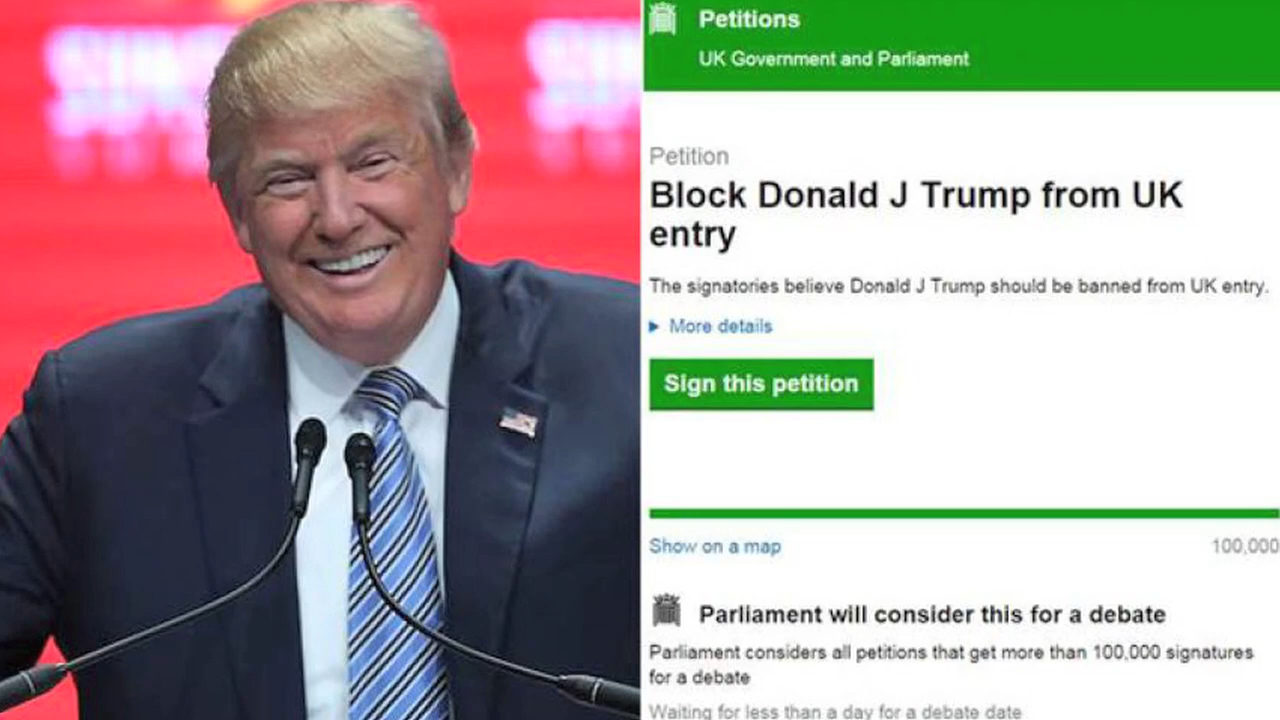 Petitions
UK Government and Parliament
Petition
Block Donald J Trump from UK
entry
The signatories believe Donald J Trump should be banned from UK entry.
More details
Sign this petition
Show on a map
100,000
Parliament will consider this for a debate
Parliament considers all petitions that get more than 100,000 signatures
for a debate
Waiting for less than a day for a debate date